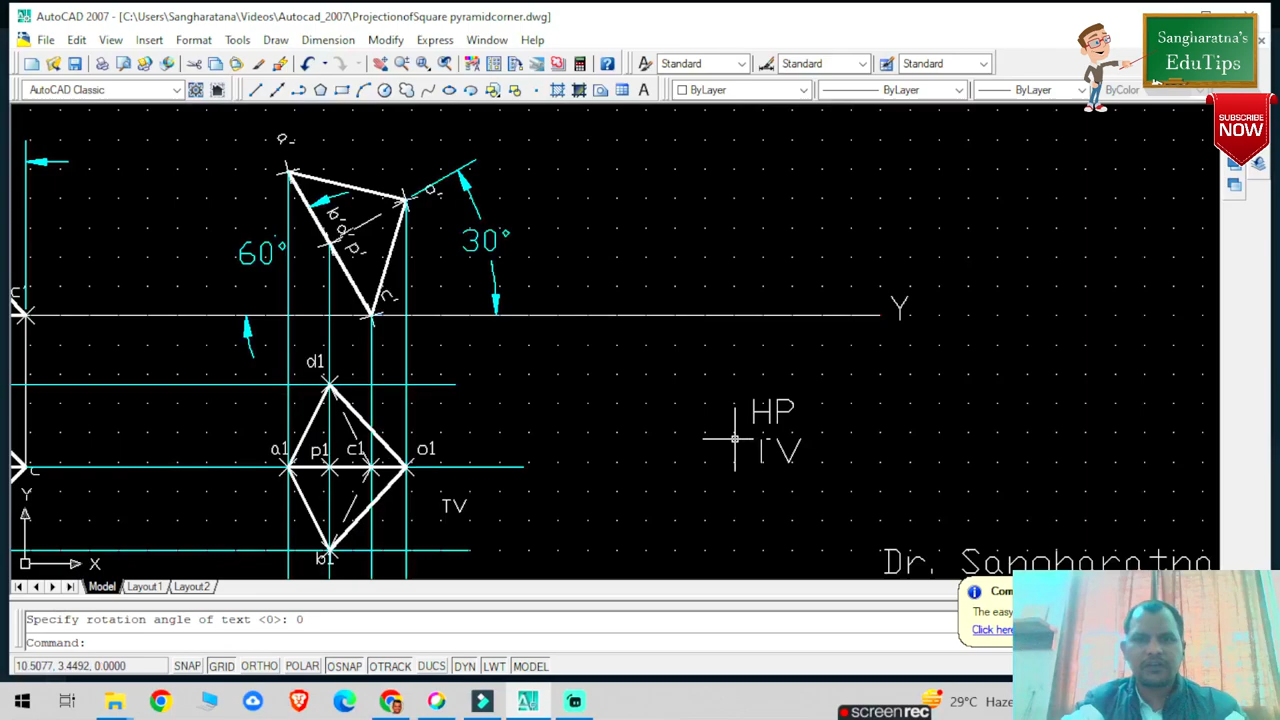 AutoCAD 2007 - [C:\Users\Sangharatana\Videos\Autocad_2007\ProjectionofSquare pyramidcorner.dwg]
File Edit View Insert Format Tools Draw Dimension Modify Express Window Help
Standard Standard Standard
AutoCAD Classic ByLayer ByLayer ByLayer ByColor
Sangharatna's
EduTips
SUBSCRIBE
NOW
o'
b'
p'
60°
30°
c'
c'
Y
d1
HP
TV
a1 p1 c1 o1
c
TV
b1
Y
X
Dr. Sangharatna
Model Layout1 Layout2
Com
The easy
Click here
Specify rotation angle of text <0>: 0
Command:
10.5077, 3.4492, 0.0000 SNAP GRID ORTHO POLAR OSNAP OTRACK DUCS DYN LWT MODEL
29°C Haze
screenrec